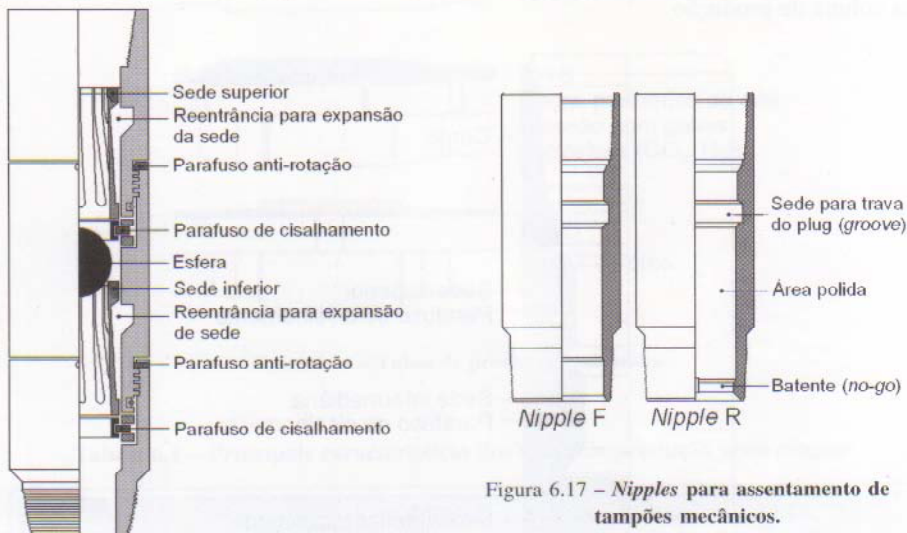 Sede superior
Reentrância para expansão
da sede
Parafuso anti-rotação
Parafuso de cisalhamento
Esfera
Sede inferior
Reentrância para expansão
de sede
Parafuso anti-rotação
Parafuso de cisalhamento
Sede para trava
do plug (groove)
Área polida
Batente (no-go)
Nipple F
Nipple R
Figura 6.17 – Nipples para assentamento de
tampões mecânicos.